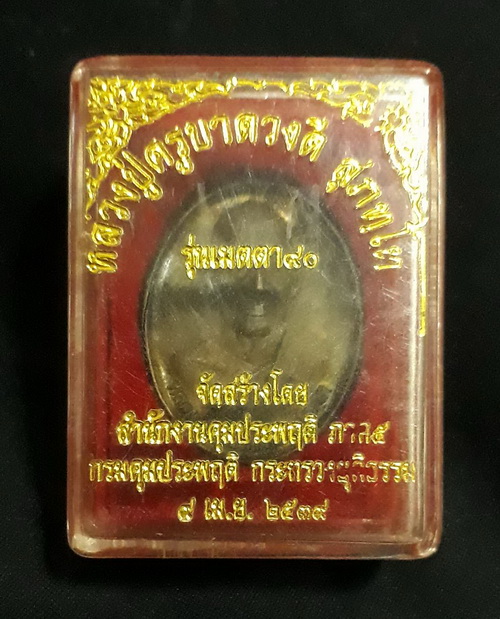 หลวงปู่ครูบาดวงดี สุภทฺโท
รุ่นเมตตา๘๐
จัดสร้างโดย
สำนักงานคุมประพฤติ ภาค๕
กรมคุมประพฤติ กระทรวงยุติธรรม
๙ เม.ย. ๒๕๓๙